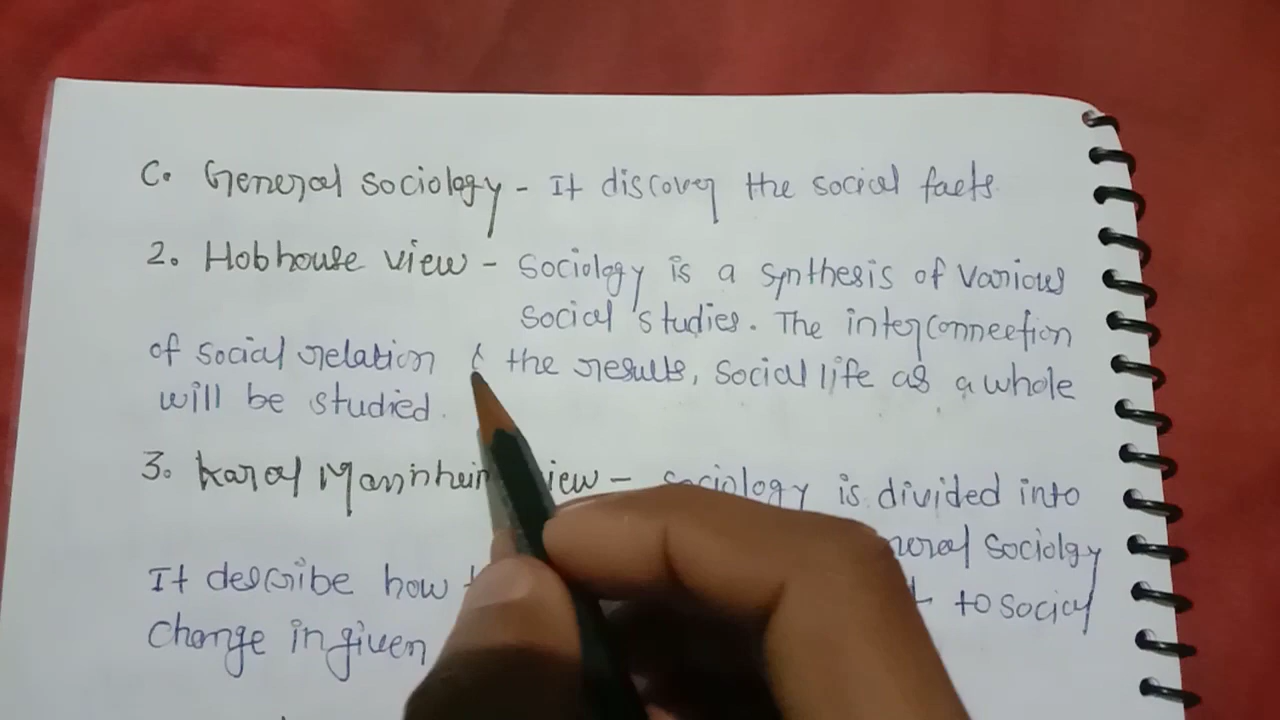 C. General sociology - It discover the social facts
2. Hobhouse view - Sociology is a synthesis of various
social studies. The interconnection
of social relation & the results, social life as a whole
will be studied.
3. Karal Mannheim view - sociology is divided into
Sociolgy
It describe how to social
Change in given